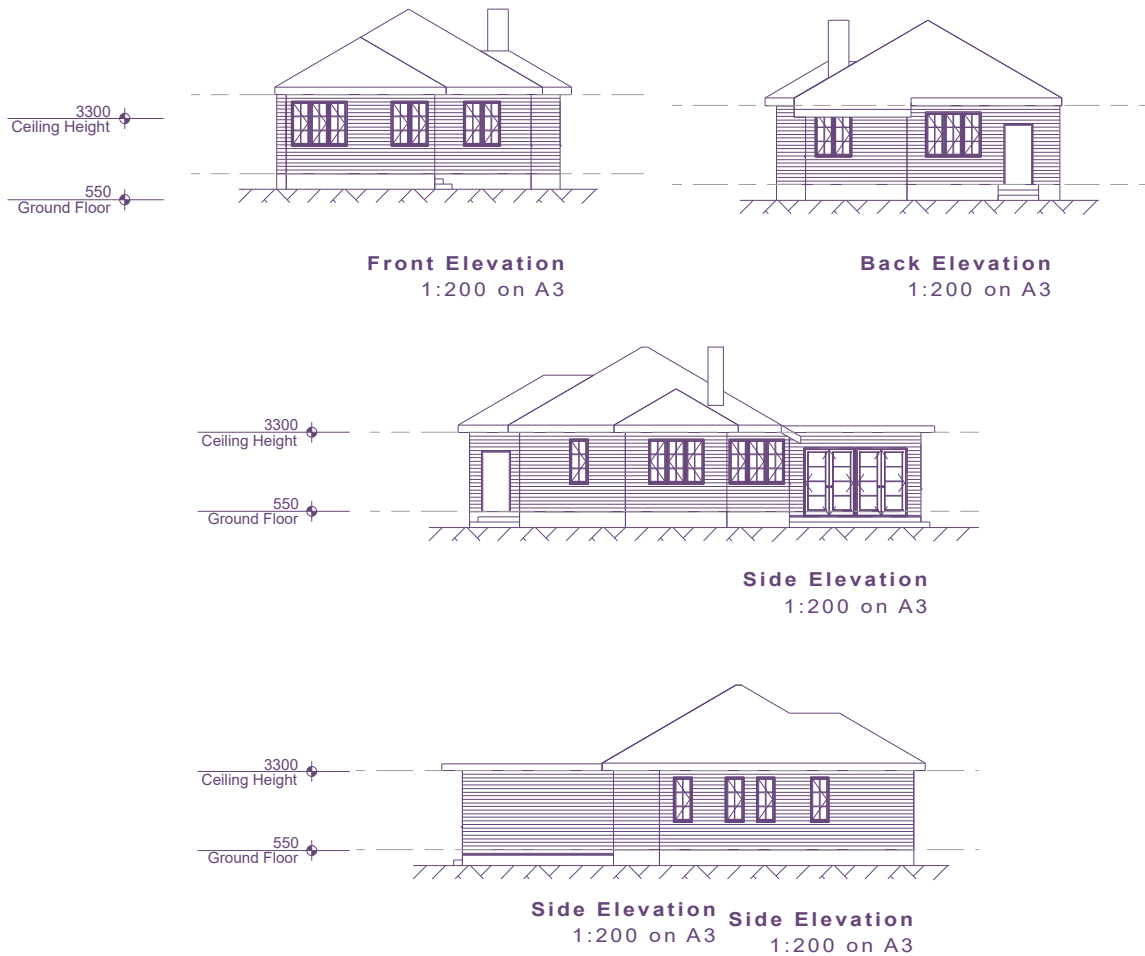 3300
Ceiling Height
550
Ground Floor
Front Elevation
1:200 on A3
Back Elevation
1:200 on A3
3300
Ceiling Height
550
Ground Floor
Side Elevation
1:200 on A3
3300
Ceiling Height
550
Ground Floor
Side Elevation
1:200 on A3
Side Elevation
1:200 on A3